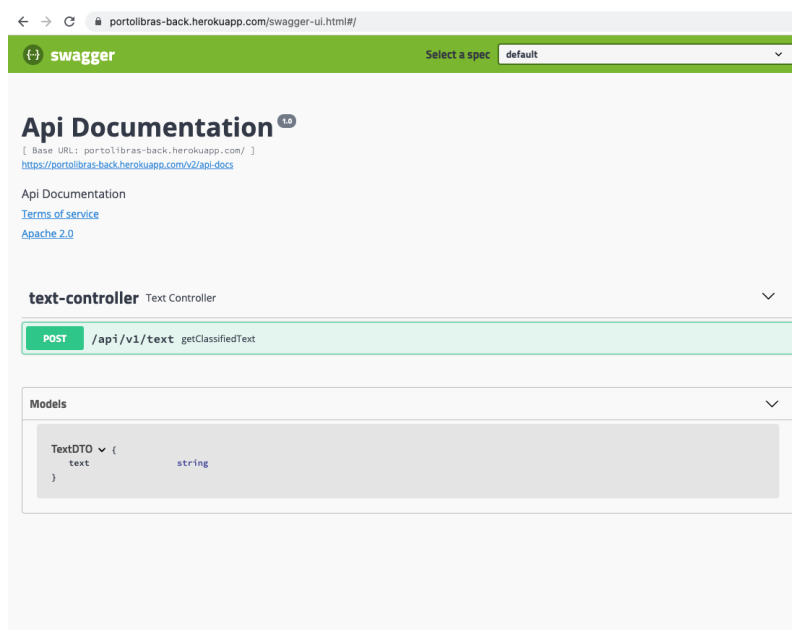 portolibras-back.herokuapp.com/swagger-ui.html#/
{··} swagger Select a spec default
Api Documentation 1.0
[ Base URL: portolibras-back.herokuapp.com/ ]
https://portolibras-back.herokuapp.com/v2/api-docs
Api Documentation
Terms of service
Apache 2.0
text-controller Text Controller
POST /api/v1/text getClassifiedText
Models
TextDTO {
text string
}